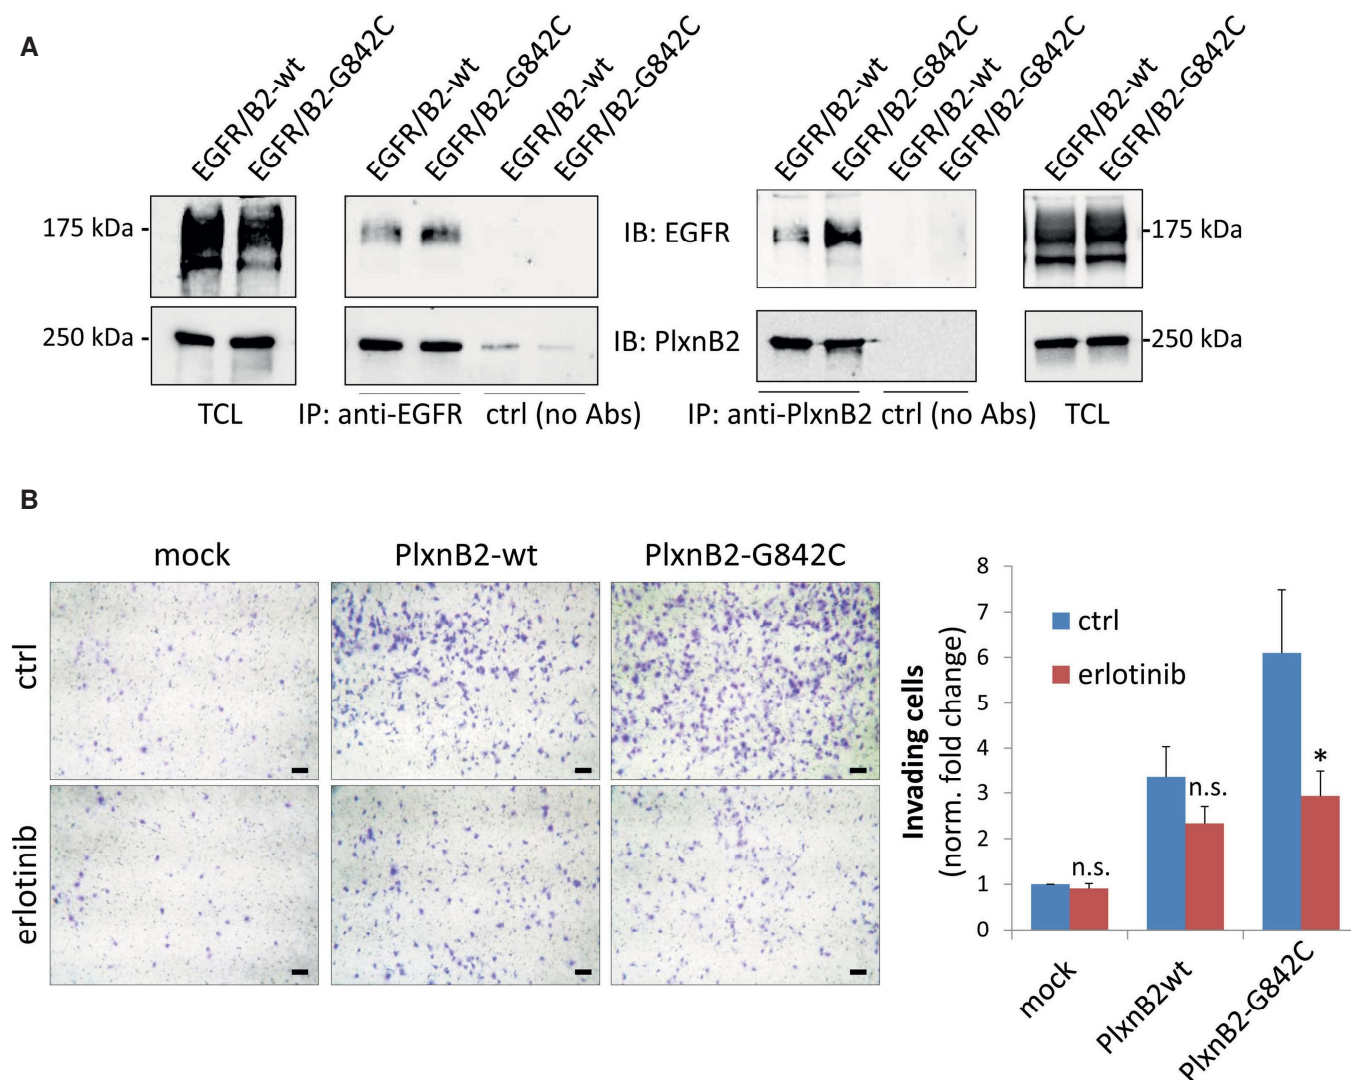 A
EGFR/B2-wt
EGFR/B2-G842C
EGFR/B2-wt
EGFR/B2-G842C
EGFR/B2-wt
EGFR/B2-G842C
EGFR/B2-wt
EGFR/B2-G842C
EGFR/B2-wt
EGFR/B2-G842C
EGFR/B2-wt
EGFR/B2-G842C
175 kDa -
IB: EGFR
-175 kDa
250 kDa -
IB: PlxnB2
-250 kDa
TCL
IP: anti-EGFR
ctrl (no Abs)
IP: anti-PlxnB2
ctrl (no Abs)
TCL
B
mock
PlxnB2-wt
PlxnB2-G842C
ctrl
erlotinib
Invading cells
(norm. fold change)
8
7
6
5
4
3
2
1
0
ctrl
erlotinib
n.s.
n.s.
*
mock
PlxnB2wt
PlxnB2-G842C